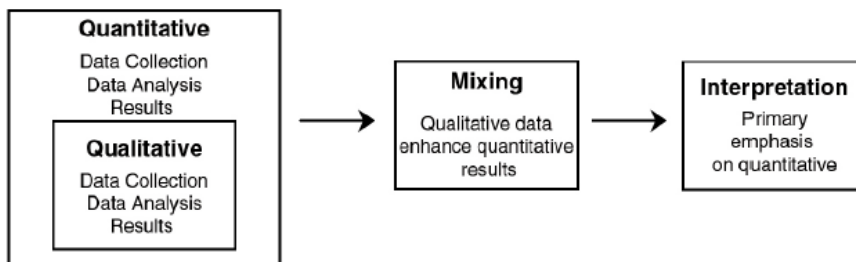 Quantitative
Data Collection
Data Analysis
Results
Qualitative
Data Collection
Data Analysis
Results
Mixing
Qualitative data
enhance quantitative
results
Interpretation
Primary
emphasis
on quantitative